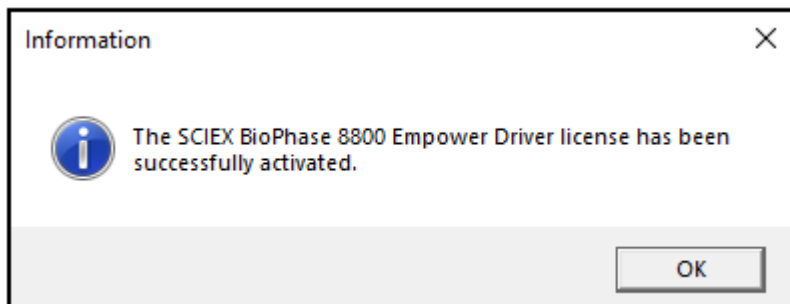 Information
The SCIEX BioPhase 8800 Empower Driver license has been
successfully activated.
OK